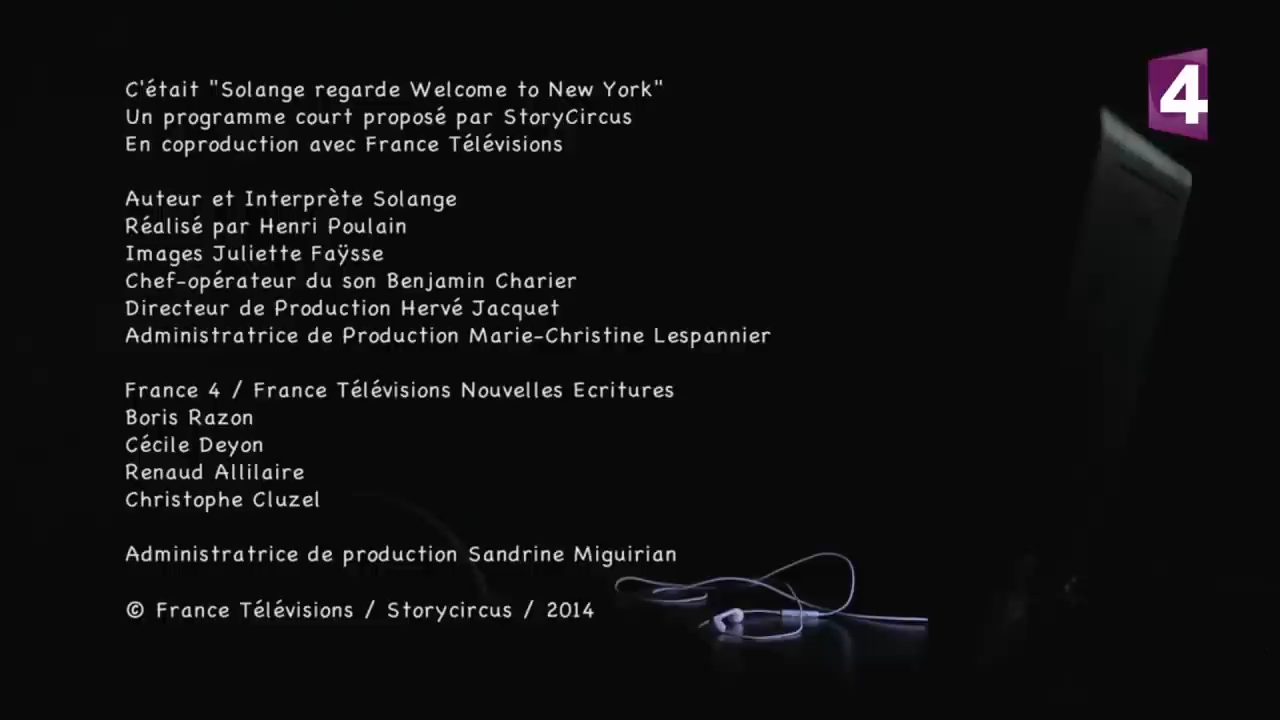 C'était "Solange regarde Welcome to New York"
Un programme court proposé par StoryCircus
En coproduction avec France Télévisions
Auteur et Interprète Solange
Réalisé par Henri Poulain
Images Juliette Faÿsse
Chef-opérateur du son Benjamin Charier
Directeur de Production Hervé Jacquet
Administratrice de Production Marie-Christine Lespannier
France 4 / France Télévisions Nouvelles Ecritures
Boris Razon
Cécile Deyon
Renaud Allilaire
Christophe Cluzel
Administratrice de production Sandrine Miguirian
© France Télévisions / Storycircus / 2014
4